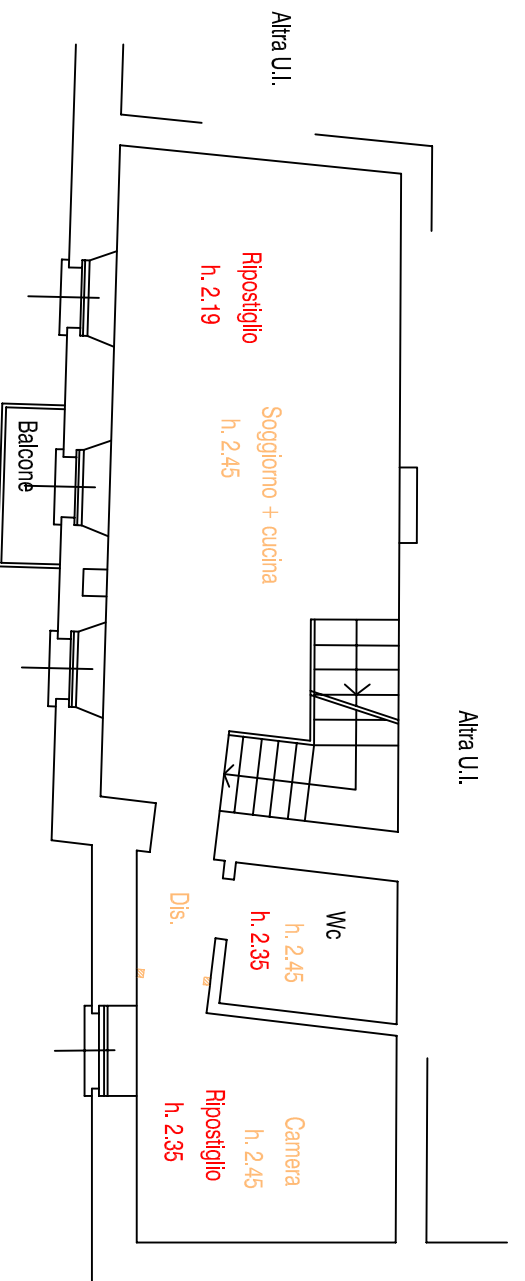 Altra U.I.
Altra U.I.
Ripostiglio
h. 2.19
Soggiorno + cucina
h. 2.45
Balcone
Wc
h. 2.45
h. 2.35
Dis.
Camera
h. 2.45
Ripostiglio
h. 2.35